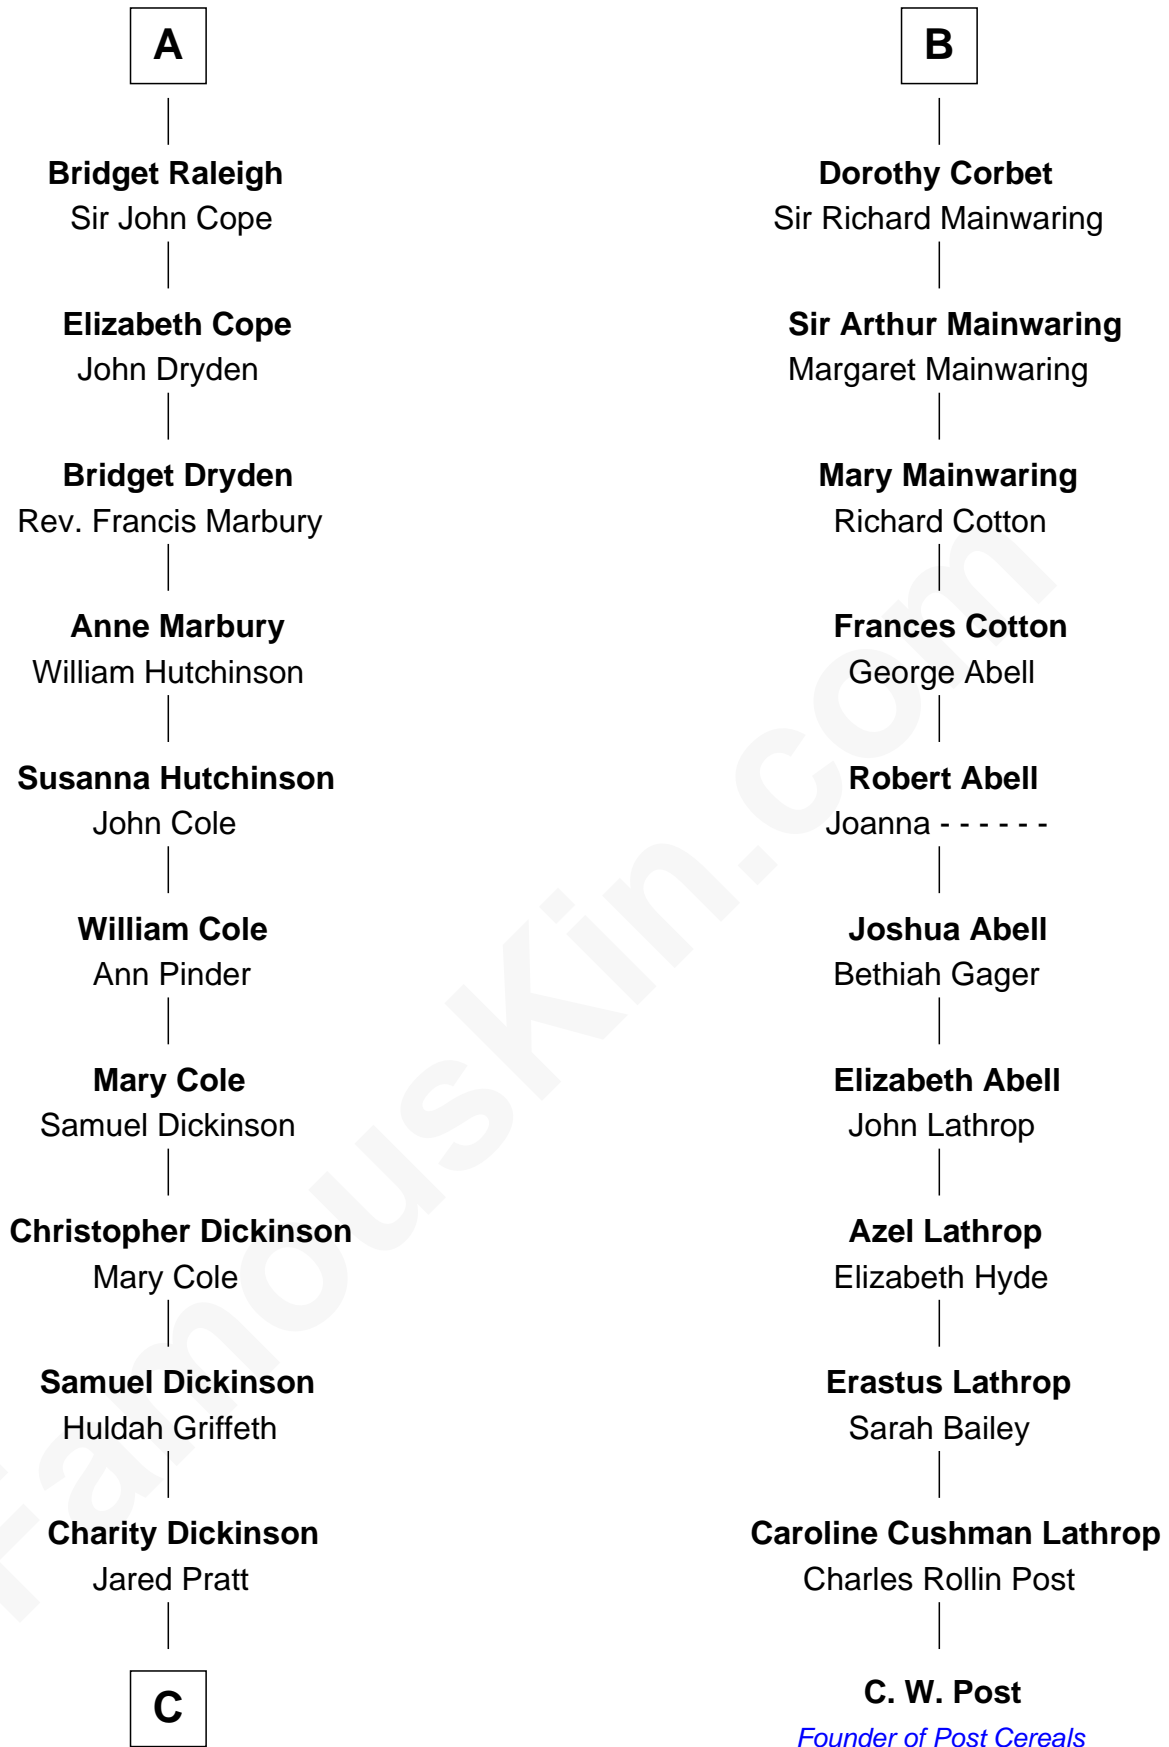 A
Bridget Raleigh
Sir John Cope
Elizabeth Cope
John Dryden
Bridget Dryden
Rev. Francis Marbury
Anne Marbury
William Hutchinson
Susanna Hutchinson
John Cole
William Cole
Ann Pinder
Mary Cole
Samuel Dickinson
Christopher Dickinson
Mary Cole
Samuel Dickinson
Huldah Griffeth
Charity Dickinson
Jared Pratt
C
B
Dorothy Corbet
Sir Richard Mainwaring
Sir Arthur Mainwaring
Margaret Mainwaring
Mary Mainwaring
Richard Cotton
Frances Cotton
George Abell
Robert Abell
Joanna - - - - - -
Joshua Abell
Bethiah Gager
Elizabeth Abell
John Lathrop
Azel Lathrop
Elizabeth Hyde
Erastus Lathrop
Sarah Bailey
Caroline Cushman Lathrop
Charles Rollin Post
C. W. Post
Founder of Post Cereals
FamousKin.com